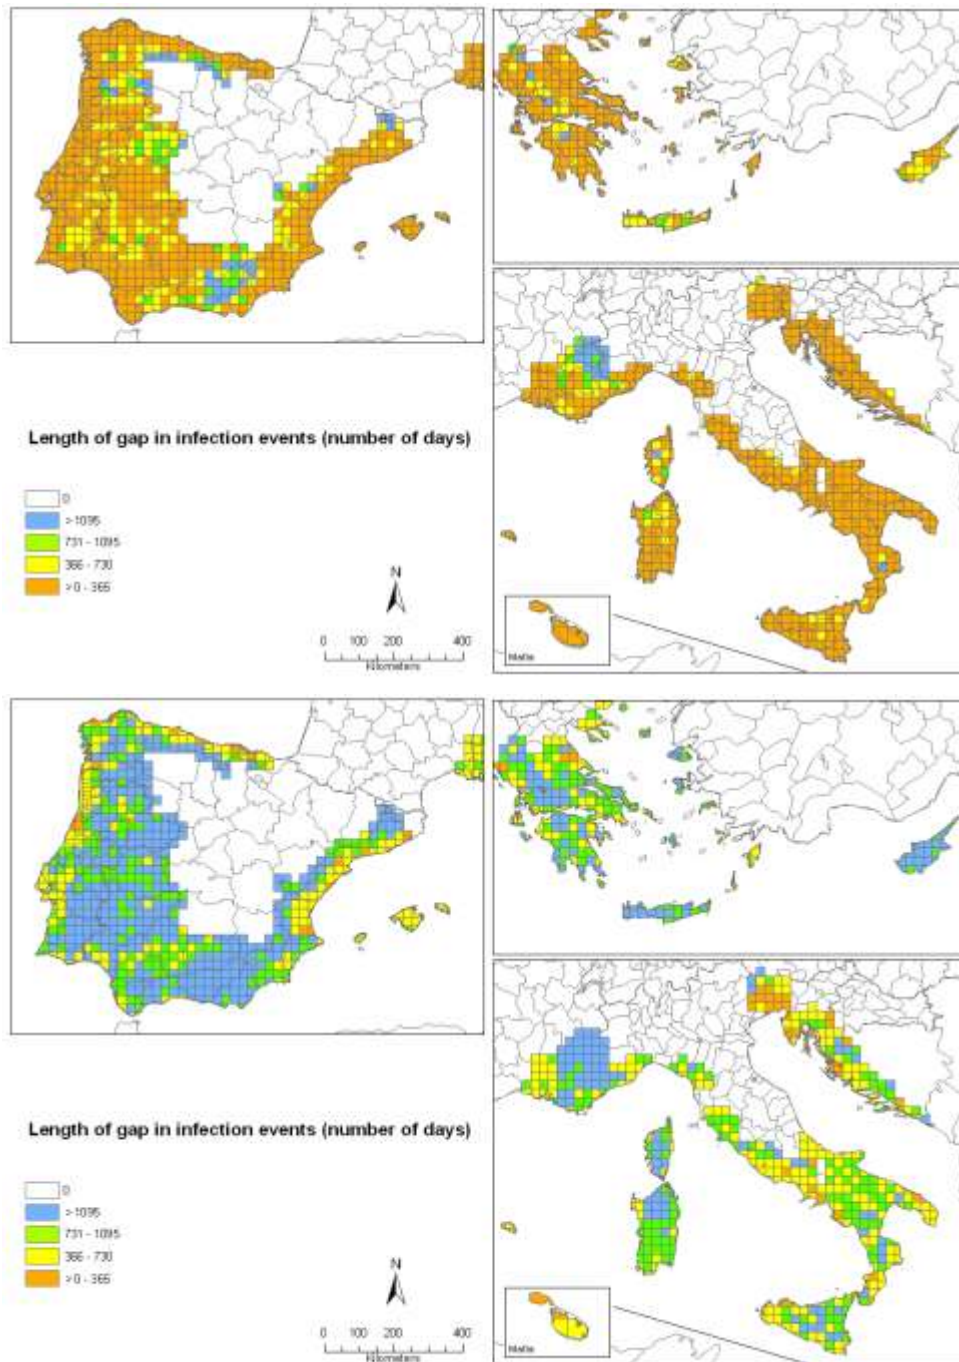 Malta
Length of gap in infection events (number of days)
0
> 1095
731 - 1095
366 - 730
> 0 - 365
N
0 100 200 400
Kilometers
Malta
Length of gap in infection events (number of days)
0
> 1095
731 - 1095
366 - 730
> 0 - 365
N
0 100 200 400
Kilometers